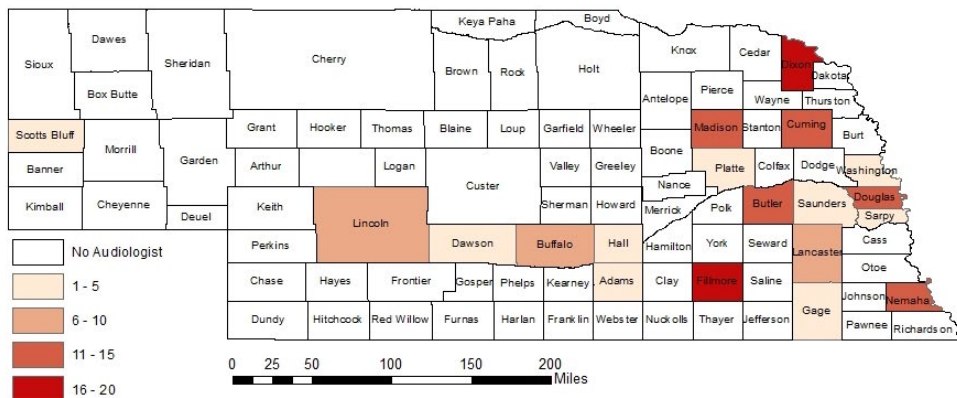 Keya Paha
Boyd
Dawes
Sioux
Sheridan
Cherry
Knox
Cedar
Dixon
Dakota
Brown
Rock
Holt
Box Butte
Pierce
Antelope
Wayne
Thurston
Scotts Bluff
Grant
Hooker
Thomas
Blaine
Loup
Garfield
Wheeler
Madison
Stanton
Cuming
Burt
Morrill
Garden
Banner
Boone
Arthur
Logan
Custer
Valley
Greeley
Platte
Colfax
Dodge
Washington
Nance
Kimball
Cheyenne
Deuel
Keith
Lincoln
Sherman
Howard
Merrick
Polk
Butler
Saunders
Douglas
Sarpy
Perkins
Dawson
Buffalo
Hall
Hamilton
York
Seward
Lancaster
Cass
Otoe
Chase
Hayes
Frontier
Gosper
Phelps
Kearney
Adams
Clay
Fillmore
Saline
Gage
Johnson
Nemaha
Dundy
Hitchcock
Red Willow
Furnas
Harlan
Franklin
Webster
Nuckolls
Thayer
Jefferson
Pawnee
Richardson
No Audiologist
1 - 5
6 - 10
11 - 15
16 - 20
0 25 50 100 150 200
Miles